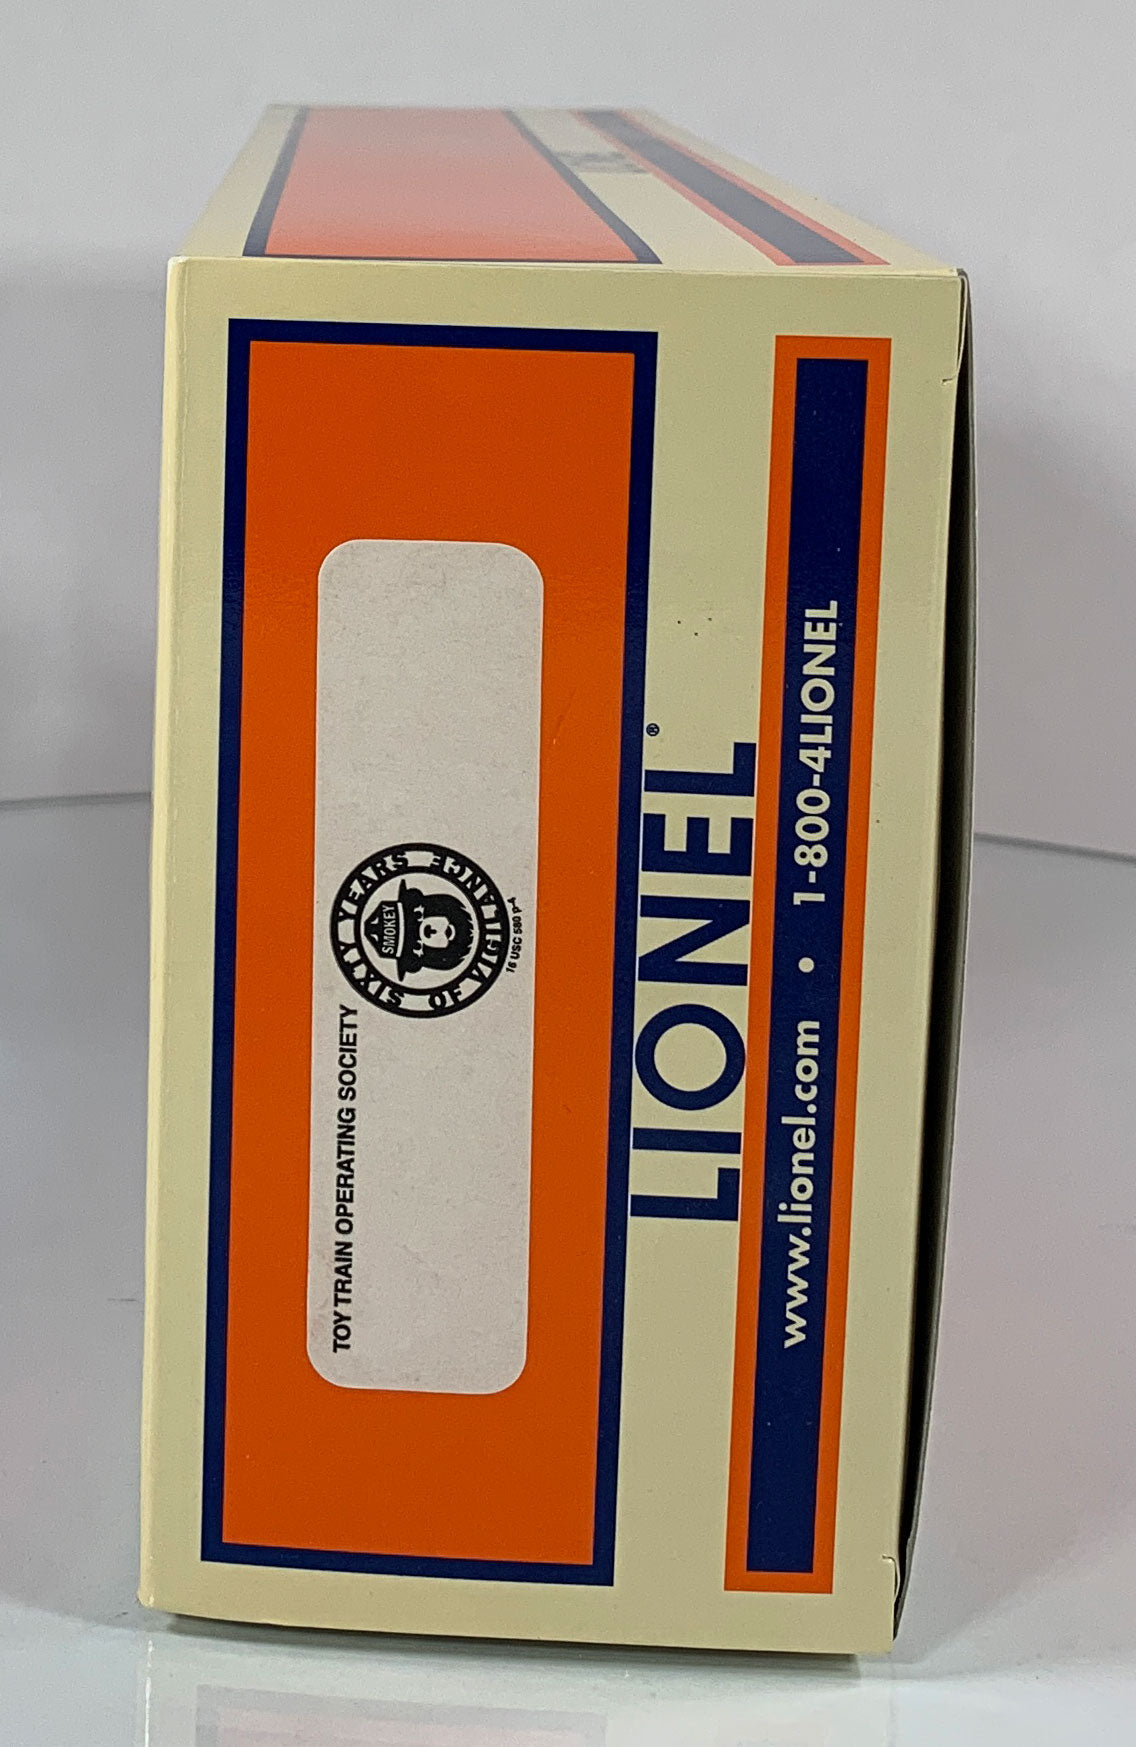 TOY TRAIN OPERATING SOCIETY
SIXTY YEARS OF VIGILANCE
SMOKEY
16 USC 580 P-4
LIONEL®
www.lionel.com • 1-800-4LIONEL